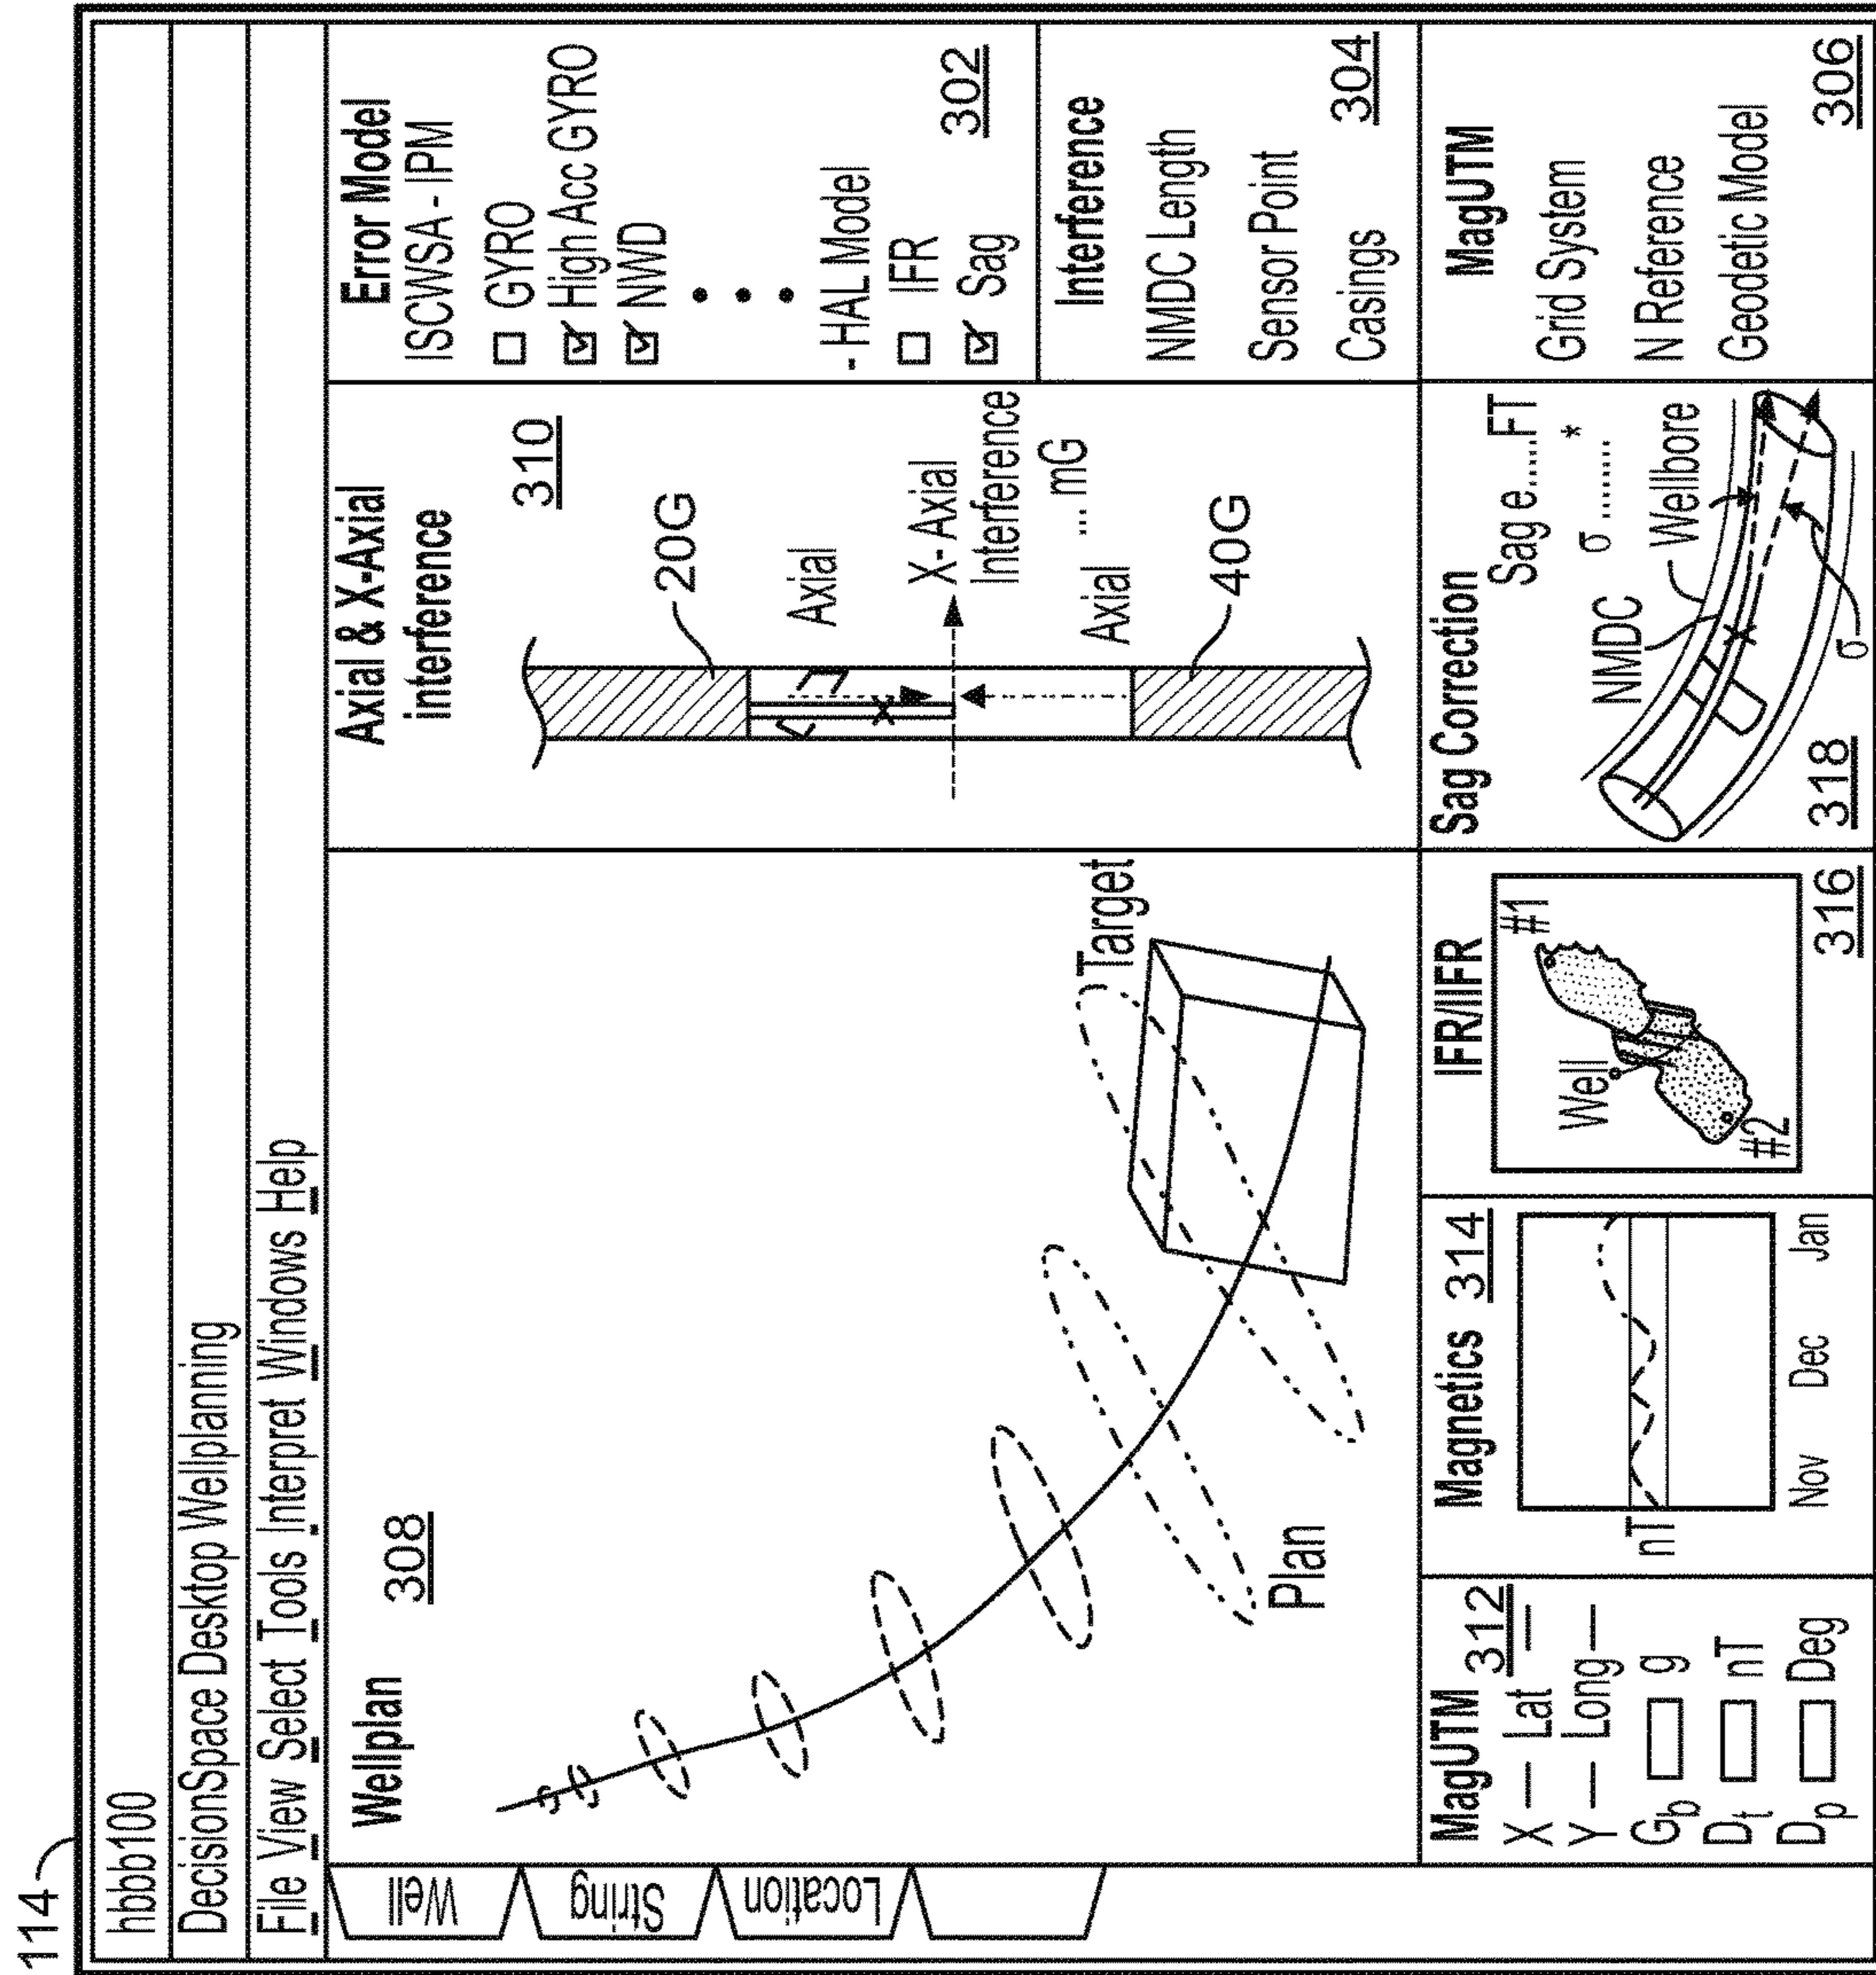 114
hbbb100
DecisionSpace Desktop Wellplanning
File View Select Tools Interpret Windows Help
Well
String
Location
Wellplan
308
Target
Plan
Axial & X-Axial
interference
310
20G
Axial
X- Axial
Interference
... mG
Axial
40G
Error Model
ISCWSA - IPM
GYRO
High Acc GYRO
NWD
- HAL Model
IFR
Sag
302
Interference
NMDC Length
Sensor Point
Casings
304
MagUTM
312
X — Lat —
Y — Long —
Gb g
Dt nT
Dp Deg
Magnetics 314
nT
Nov Dec Jan
IFR/IIFR
#1
Well
#2
316
Sag Correction
Sag e.....FT
σ ........ *
NMDC
Wellbore
σ
318
MagUTM
Grid System
N Reference
Geodetic Model
306